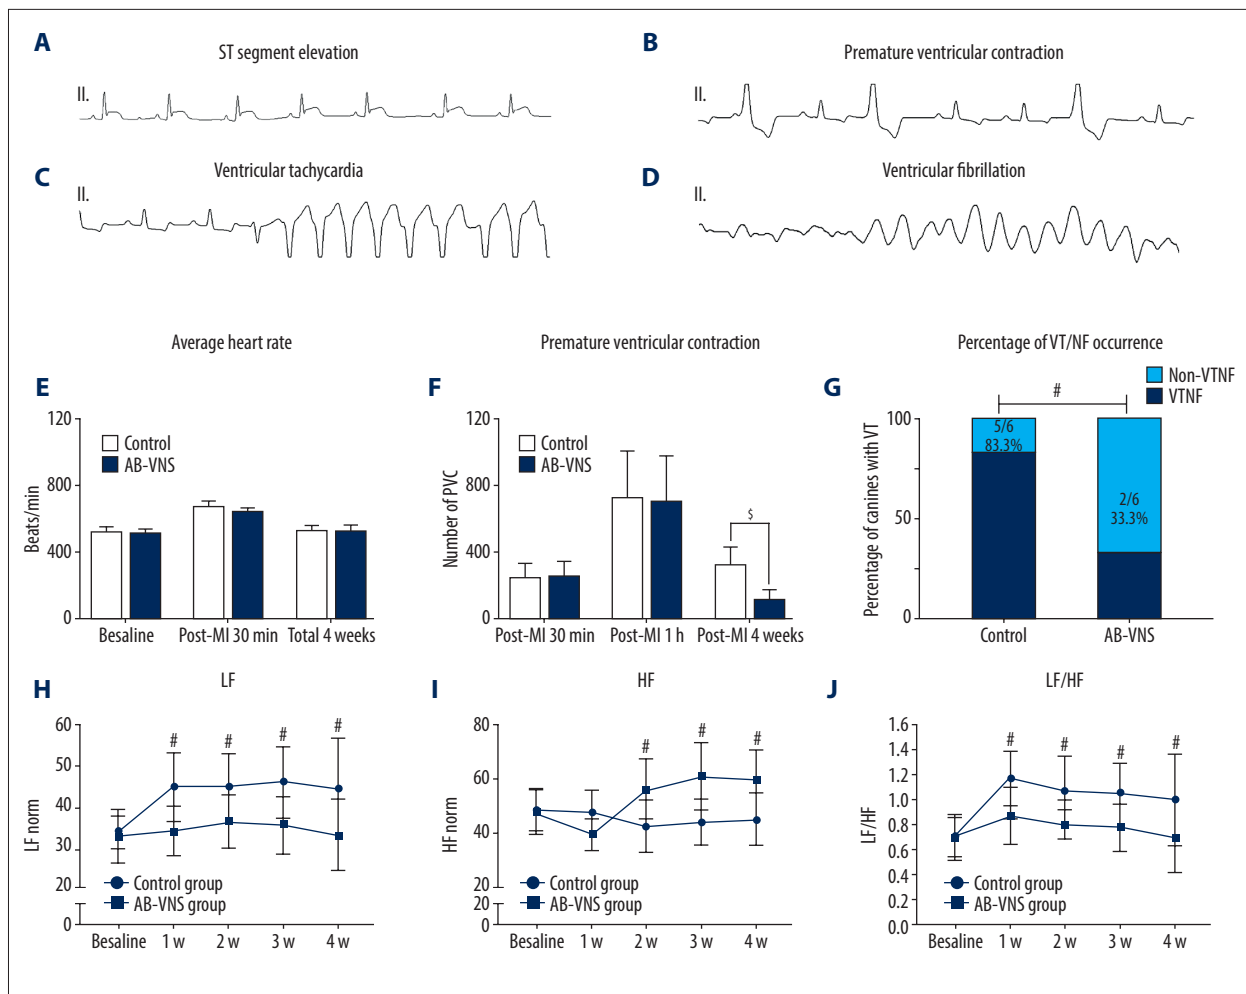 A
ST segment elevation
II.
B
Premature ventricular contraction
II.
C
Ventricular tachycardia
II.
D
Ventricular fibrillation
II.
Average heart rate
E
120
800
400
0
Beats/min
Control
AB-VNS
Besaline
Post-MI 30 min
Total 4 weeks
Premature ventricular contraction
F
120
800
400
0
Number of PVC
Control
AB-VNS
$
Post-MI 30 min
Post-MI 1 h
Post-MI 4 weeks
Percentage of VT/NF occurrence
G
Non-VTNF
VTNF
#
100
50
0
Percentage of canines with VT
5/6
83.3%
2/6
33.3%
Control
AB-VNS
LF
H
60
50
40
30
20
0
LF norm
# # # #
Control group
AB-VNS group
Besaline 1 w 2 w 3 w 4 w
HF
I
80
60
40
20
20
0
HF norm
# # #
Control group
AB-VNS group
Besaline 1 w 2 w 3 w 4 w
LF/HF
J
1.6
1.4
1.2
1.0
0.8
0.6
0.4
0.2
0.0
LF/HF
# # # #
Control group
AB-VNS group
Besaline 1 w 2 w 3 w 4 w